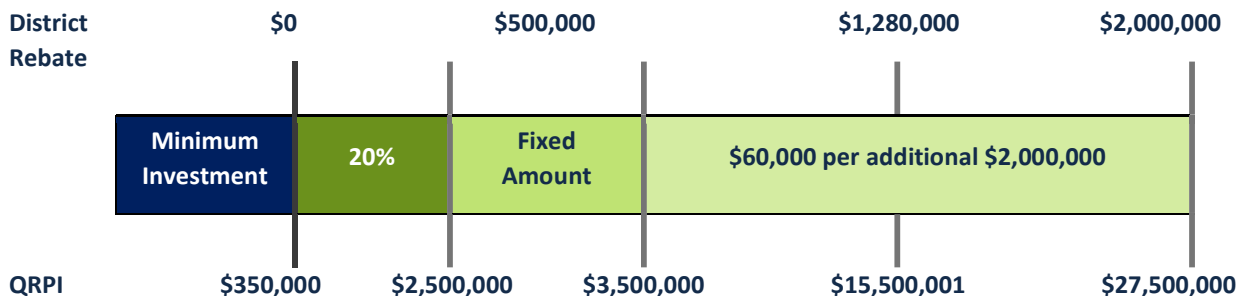 District Rebate $0 $500,000 $1,280,000 $2,000,000
Minimum Investment 20% Fixed Amount $60,000 per additional $2,000,000
QRPI $350,000 $2,500,000 $3,500,000 $15,500,001 $27,500,000